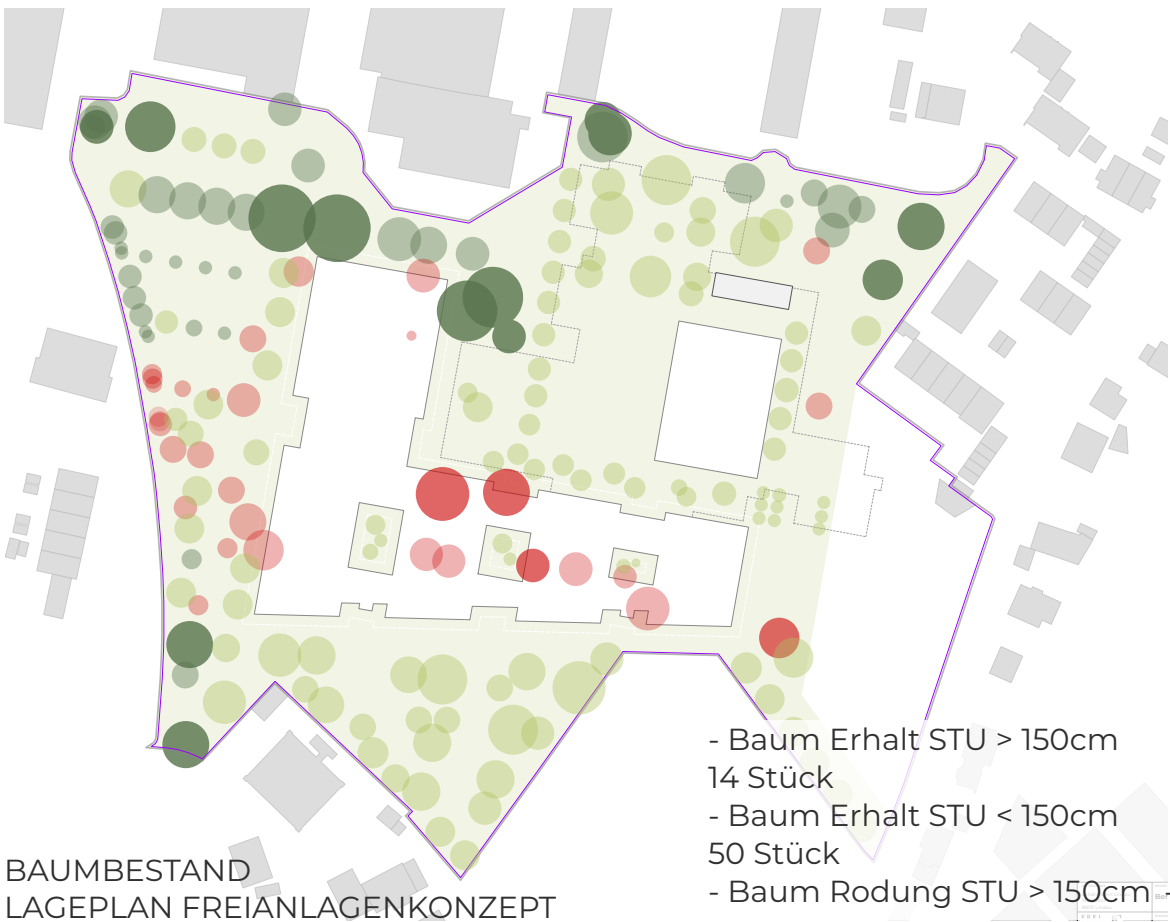 - Baum Erhalt STU > 150cm
14 Stück
- Baum Erhalt STU < 150cm
50 Stück
- Baum Rodung STU > 150cm -
BAUMBESTAND
LAGEPLAN FREIANLAGENKONZEPT